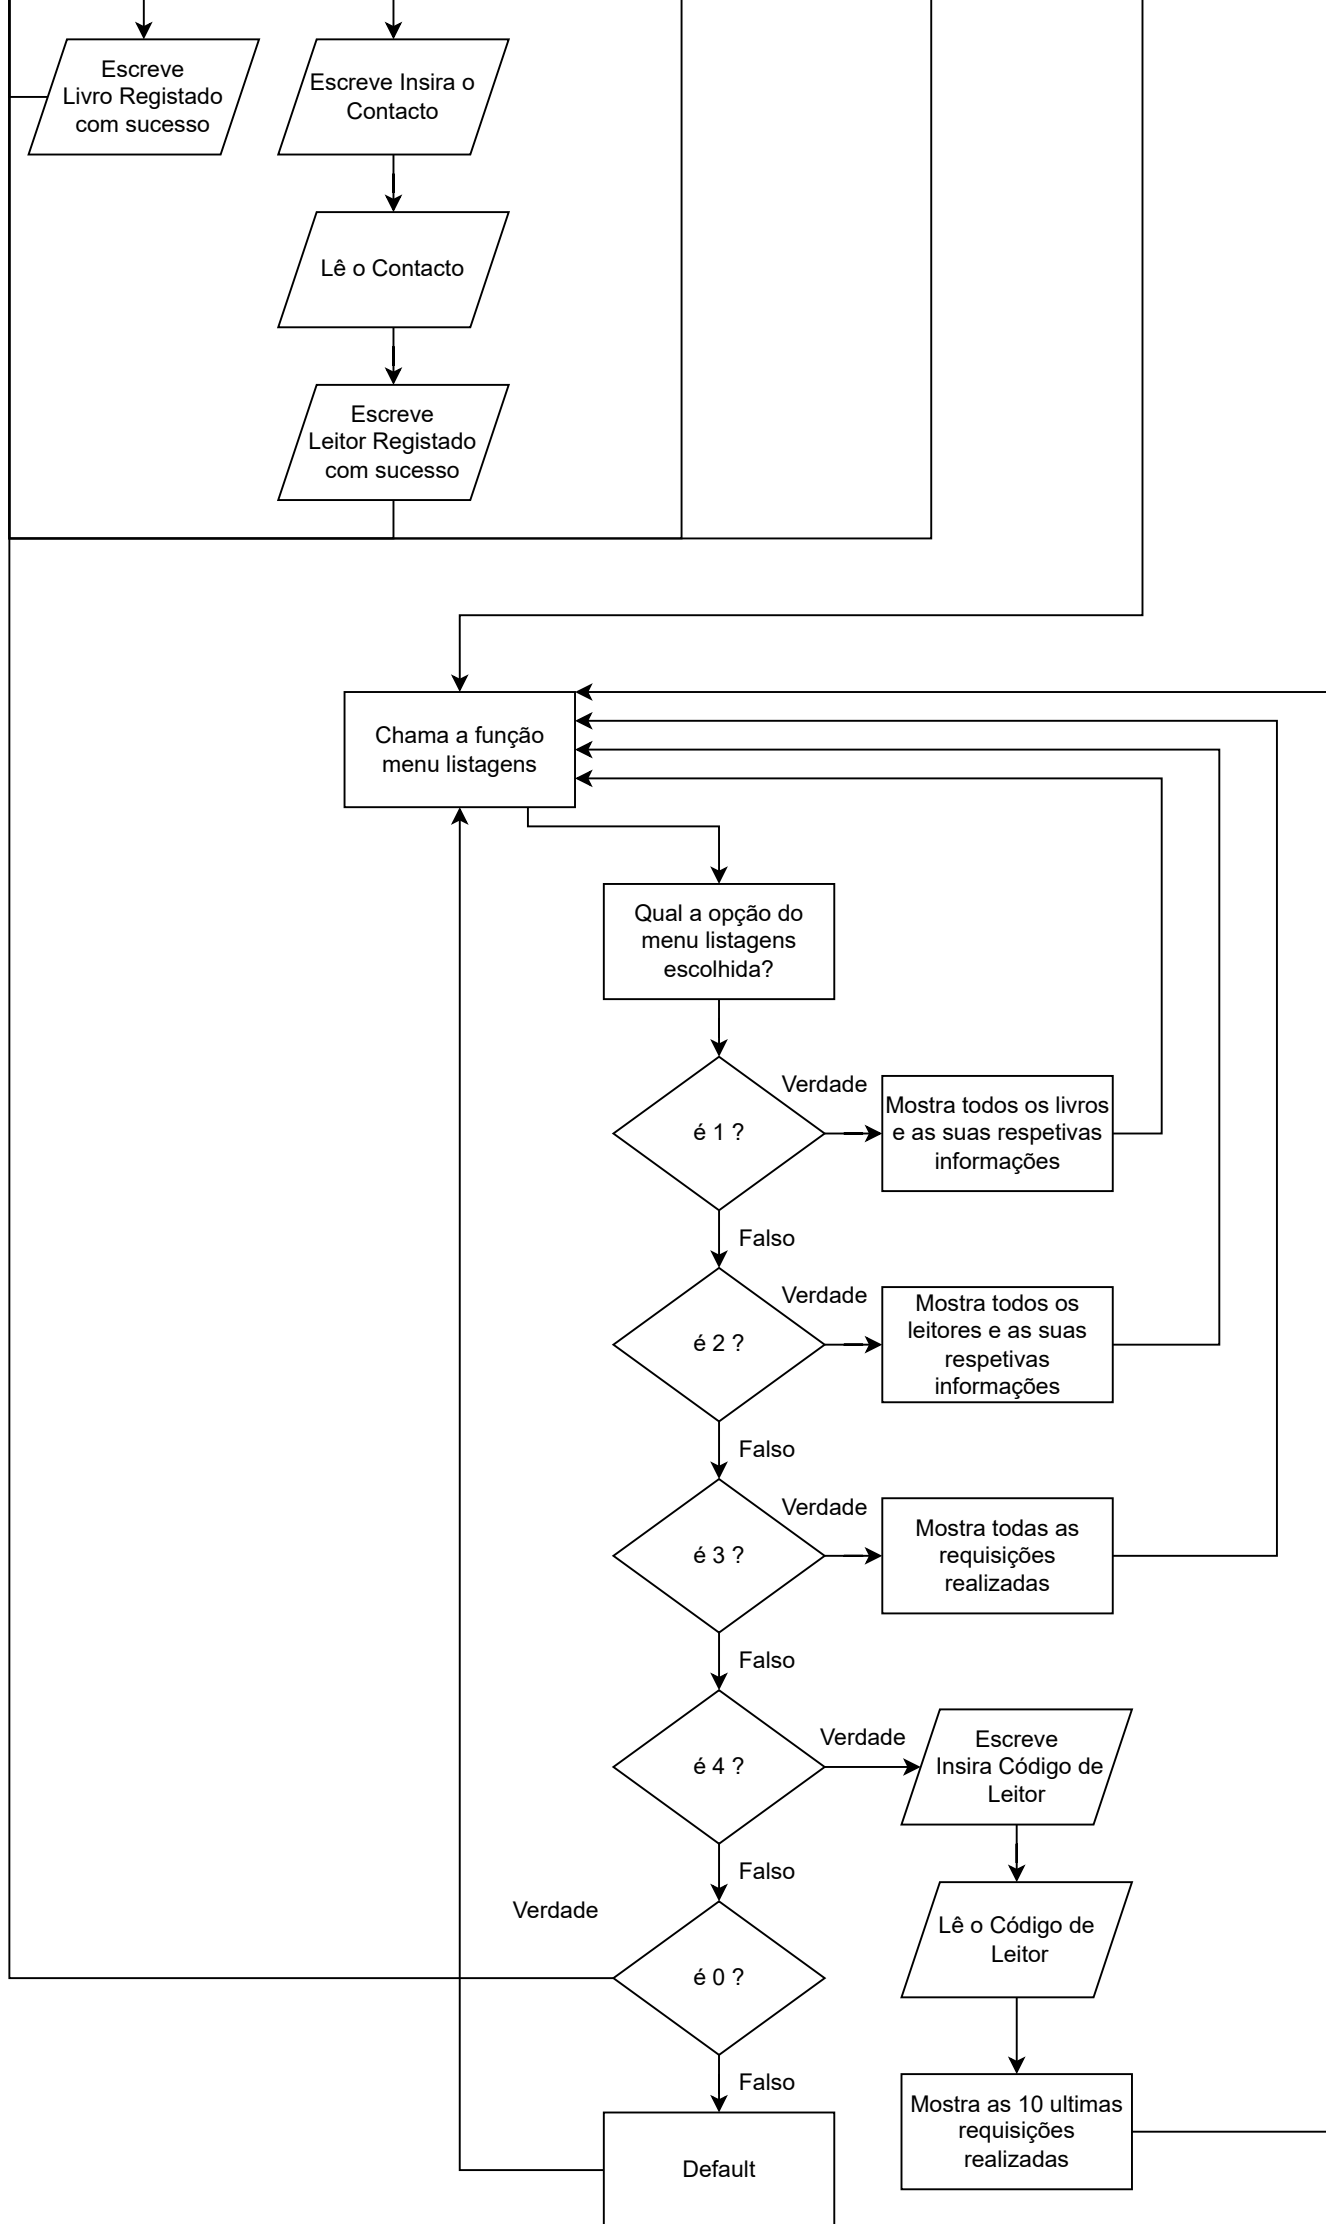 Escreve
Livro Registado
com sucesso
Escreve Insira o
Contacto
Lê o Contacto
Escreve
Leitor Registado
com sucesso
Chama a função
menu listagens
Qual a opção do
menu listagens
escolhida?
é 1 ?
Verdade
Mostra todos os livros
e as suas respetivas
informações
Falso
é 2 ?
Verdade
Mostra todos os
leitores e as suas
respetivas
informações
Falso
é 3 ?
Verdade
Mostra todas as
requisições
realizadas
Falso
é 4 ?
Verdade
Escreve
Insira Código de
Leitor
Falso
Verdade
é 0 ?
Lê o Código de
Leitor
Falso
Default
Mostra as 10 ultimas
requisições
realizadas